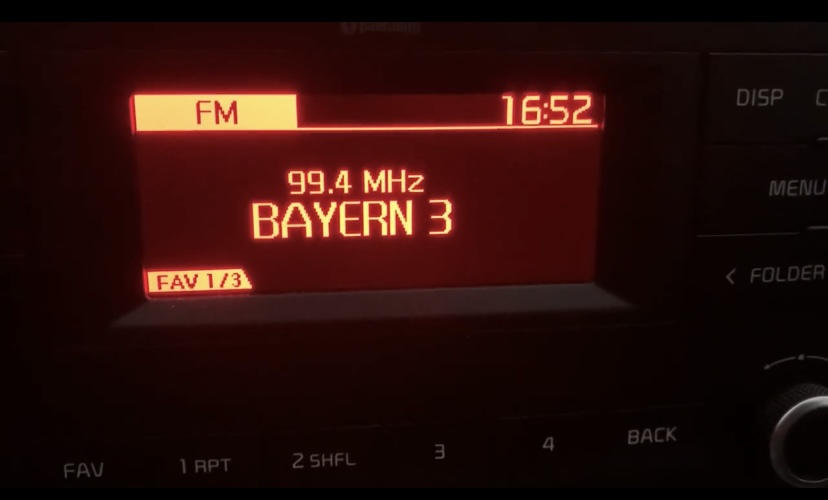 FM 16:52
99.4 MHz
BAYERN 3
FAV 1/3
DISP
MENU
< FOLDER
FAV 1 RPT 2 SHFL 3 4 BACK